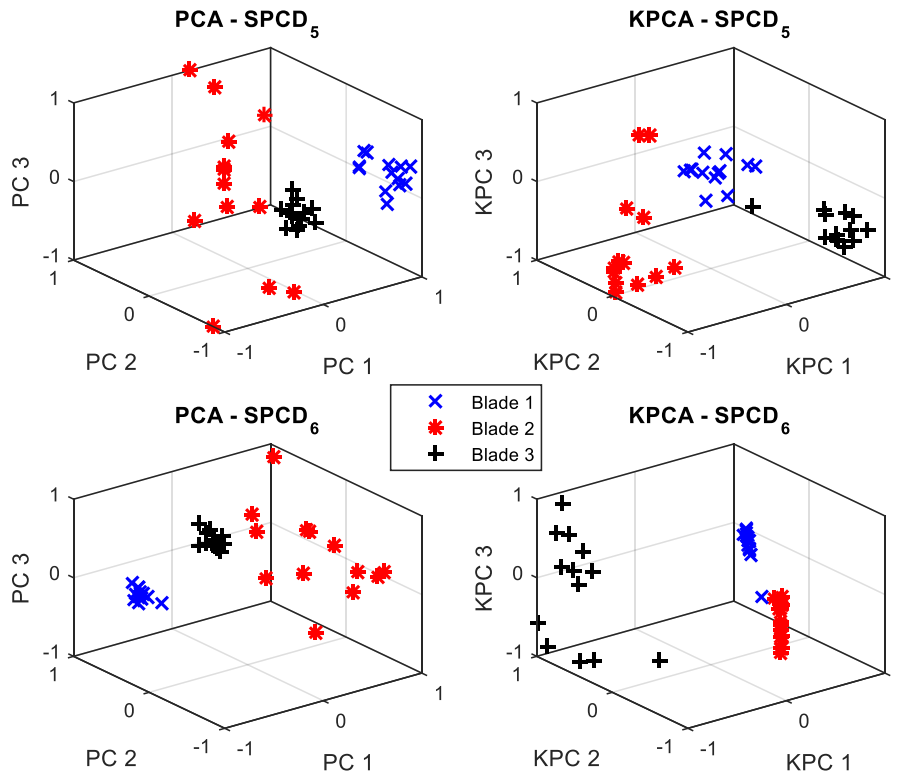 PCA - SPCD5
1
0
-1
PC 3
1
0
-1
PC 2
-1
0
1
PC 1
KPCA - SPCD5
1
0
-1
KPC 3
1
0
-1
KPC 2
-1
0
1
KPC 1
Blade 1
Blade 2
Blade 3
PCA - SPCD6
1
0
-1
PC 3
1
0
-1
PC 2
-1
0
1
PC 1
KPCA - SPCD6
1
0
-1
KPC 3
1
0
-1
KPC 2
-1
0
1
KPC 1